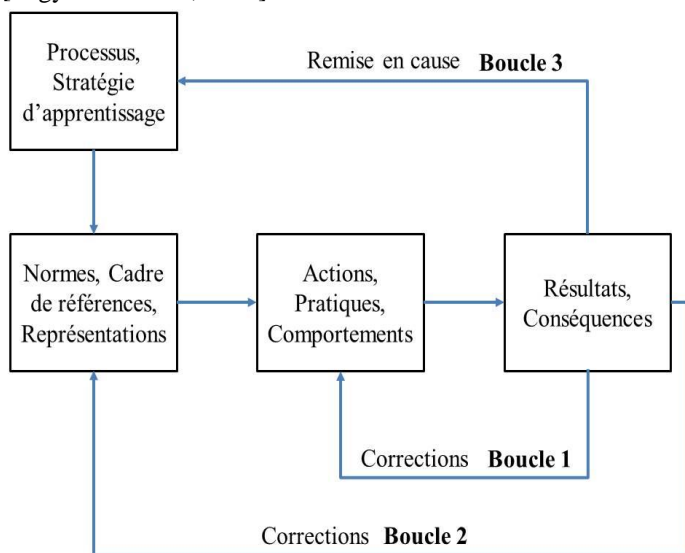 Processus,
Stratégie
d'apprentissage
Remise en cause Boucle 3
Normes, Cadre
de références,
Représentations
Actions,
Pratiques,
Comportements
Résultats,
Conséquences
Corrections Boucle 1
Corrections Boucle 2